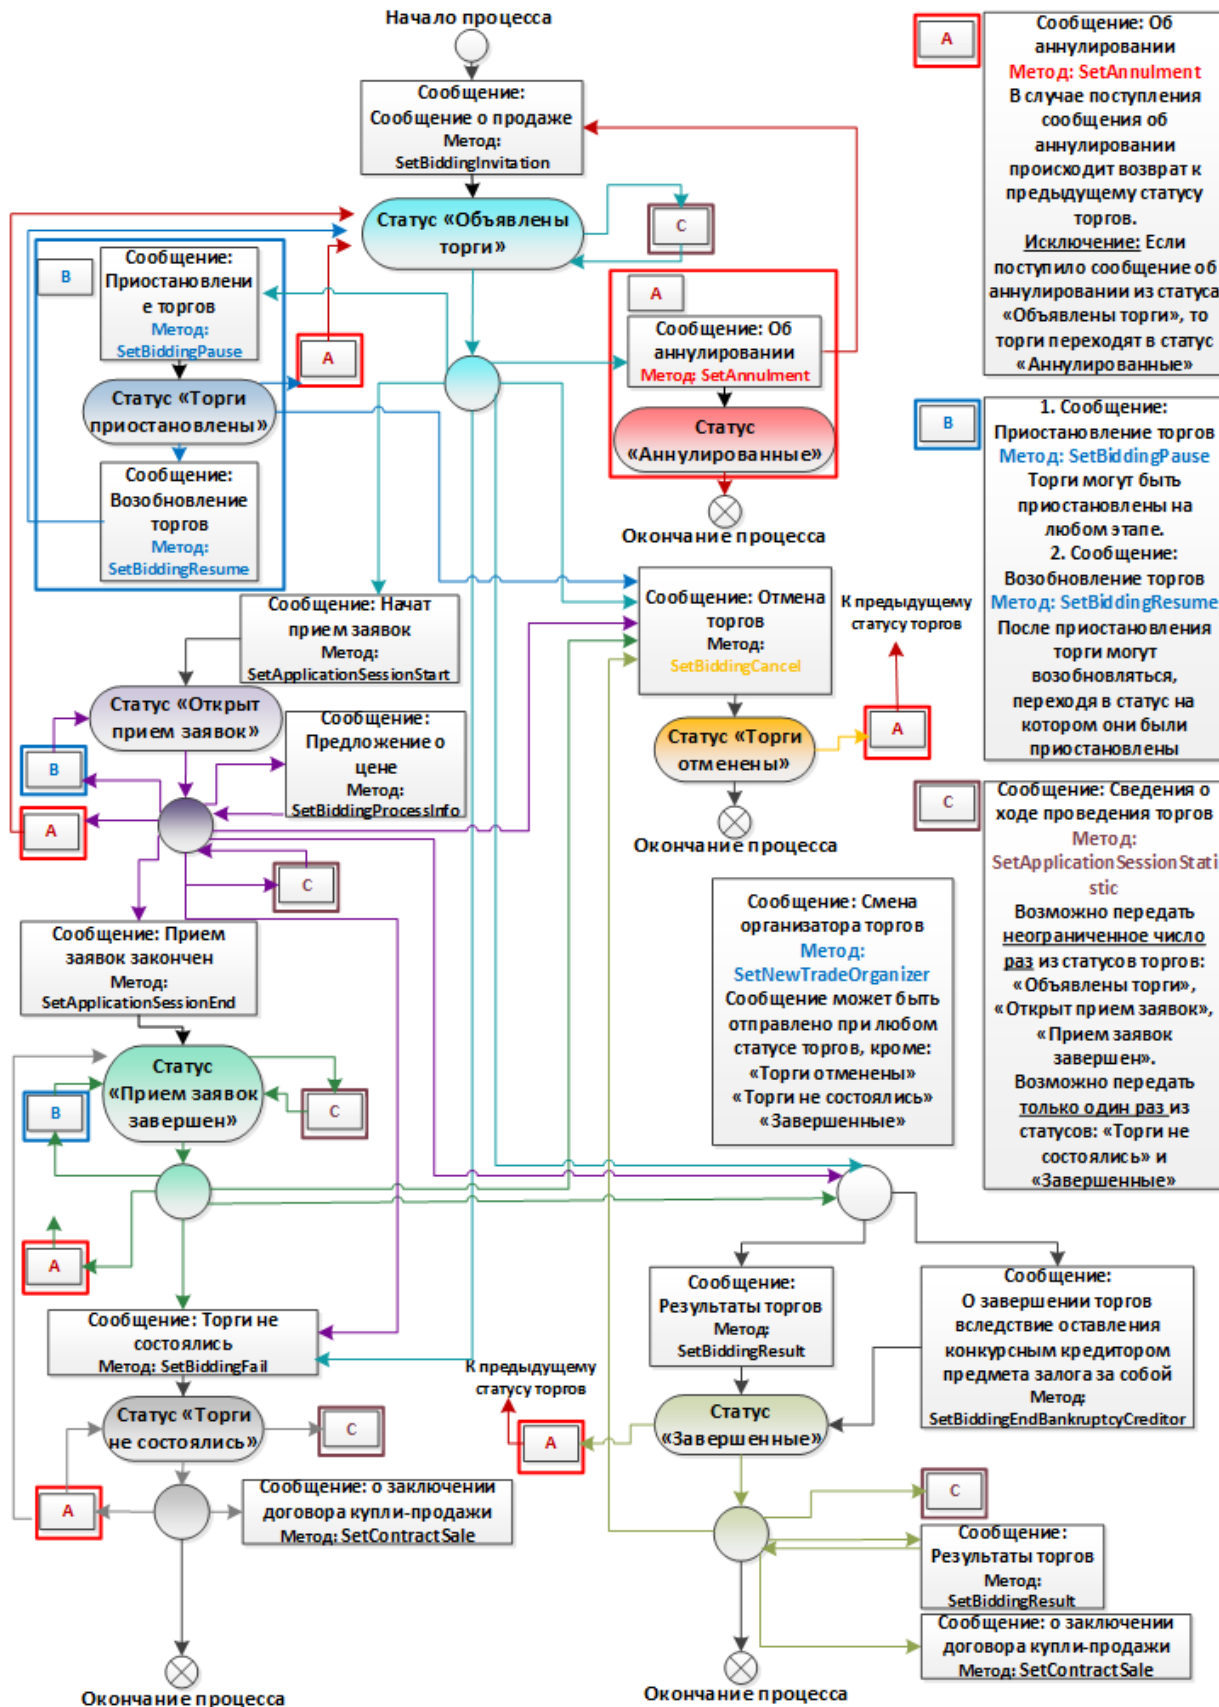 Начало процесса
Сообщение:
Сообщение о продаже
Метод:
SetBiddingInvitation
Статус «Объявлены
торги»
C
B
Сообщение:
Приостановлени
е торгов
Метод:
SetBiddingPause
A
Статус «Торги
приостановлены»
Сообщение:
Возобновление
торгов
Метод:
SetBiddingResume
A
Сообщение: Об
аннулировании
Метод: SetAnnulment
Статус
«Аннулированные»
Окончание процесса
Сообщение: Начат
прием заявок
Метод:
SetApplicationSessionStart
Сообщение: Отмена
торгов
Метод:
SetBiddingCancel
К предыдущему
статусу торгов
A
Статус «Торги
отменены»
Окончание процесса
Статус «Открыт
прием заявок»
B
A
Сообщение:
Предложение о
цене
Метод:
SetBiddingProcessInfo
C
Сообщение: Прием
заявок закончен
Метод:
SetApplicationSessionEnd
Сообщение: Смена
организатора торгов
Метод:
SetNewTradeOrganizer
Сообщение может быть
отправлено при любом
статусе торгов, кроме:
«Торги отменены»
«Торги не состоялись»
«Завершенные»
Статус
«Прием заявок
завершен»
B
C
A
Сообщение: Торги не
состоялись
Метод: SetBiddingFail
Статус «Торги
не состоялись»
C
A
Сообщение: о заключении
договора купли-продажи
Метод: SetContractSale
Окончание процесса
Сообщение:
Результаты торгов
Метод:
SetBiddingResult
Сообщение:
О завершении торгов
вследствие оставления
конкурсным кредитором
предмета залога за собой
Метод:
SetBiddingEndBankruptcyCreditor
К предыдущему
статусу торгов
A
Статус
«Завершенные»
C
Сообщение:
Результаты торгов
Метод:
SetBiddingResult
Сообщение: о заключении
договора купли-продажи
Метод: SetContractSale
Окончание процесса
A
Сообщение: Об
аннулировании
Метод: SetAnnulment
В случае поступления
сообщения об
аннулировании
происходит возврат к
предыдущему статусу
торгов.
Исключение: Если
поступило сообщение об
аннулировании из статуса
«Объявлены торги», то
торги переходят в статус
«Аннулированные»
B
1. Сообщение:
Приостановление торгов
Метод: SetBiddingPause
Торги могут быть
приостановлены на
любом этапе.
2. Сообщение:
Возобновление торгов
Метод: SetBiddingResume
После приостановления
торги могут
возобновляться,
переходя в статус на
котором они были
приостановлены
C
Сообщение: Сведения о
ходе проведения торгов
Метод:
SetApplicationSessionStati
stic
Возможно передать
неограниченное число
раз из статусов торгов:
«Объявлены торги»,
«Открыт прием заявок»,
«Прием заявок
завершен».
Возможно передать
только один раз из
статусов: «Торги не
состоялись» и
«Завершенные»